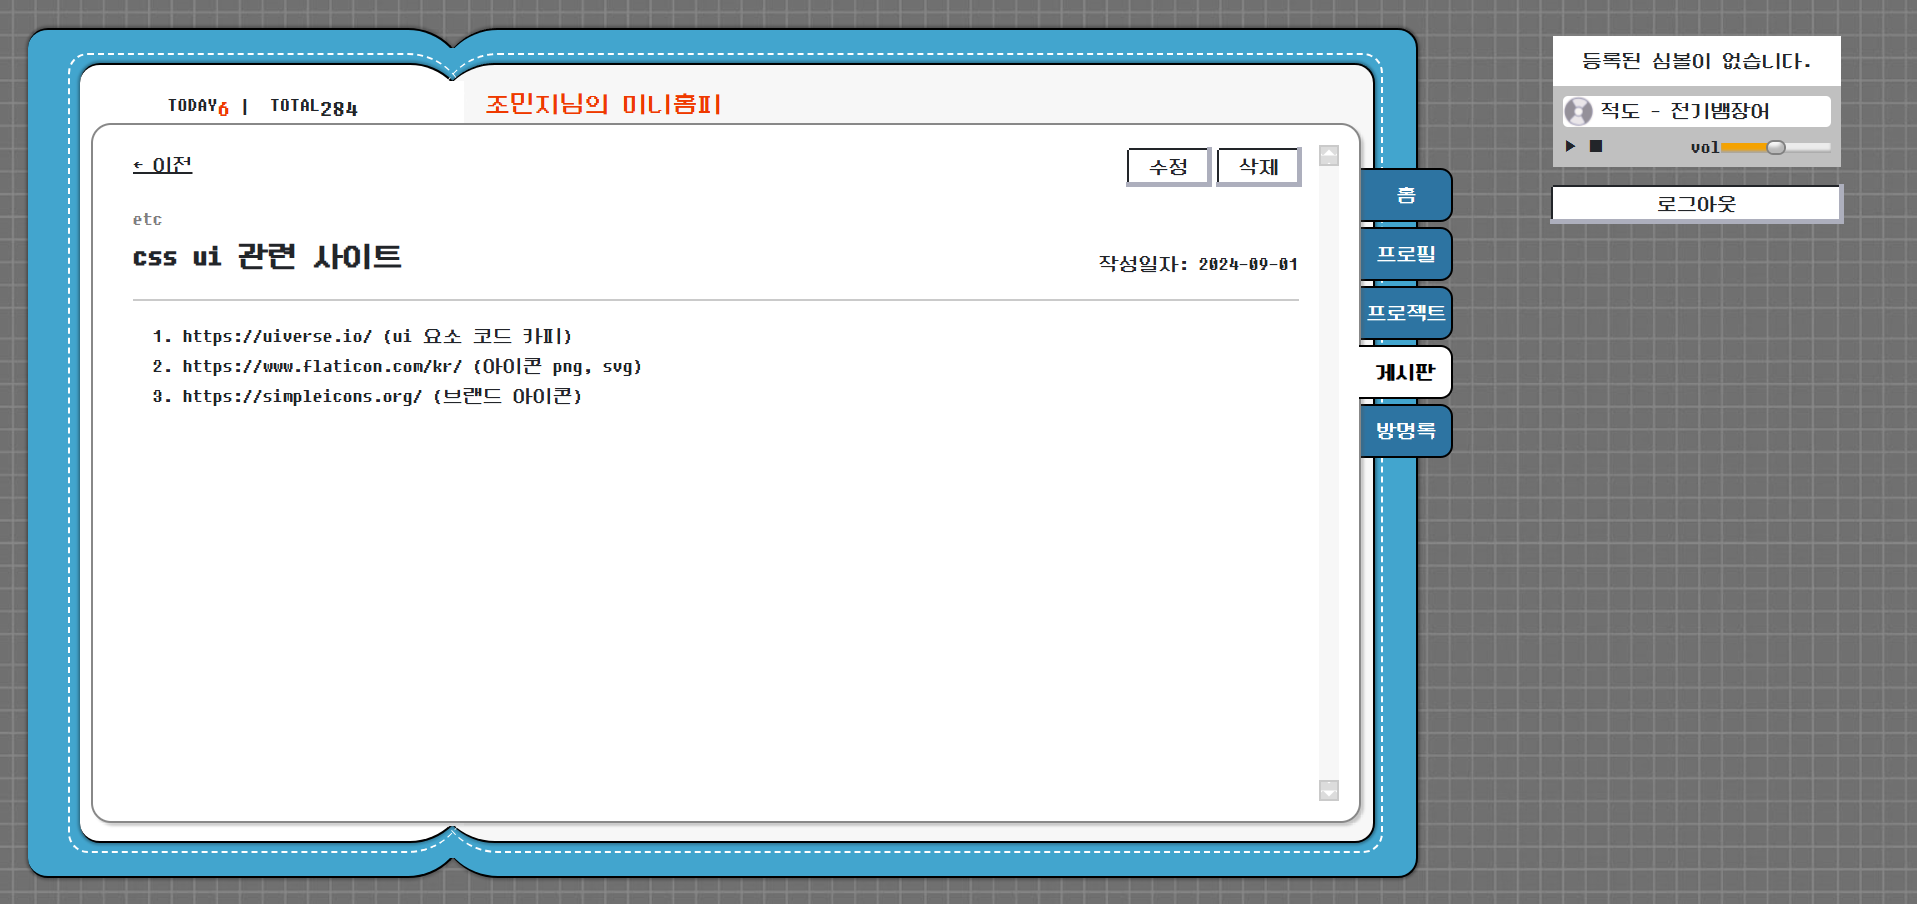 TODAY6 | TOTAL284
조민지님의 미니홈피
← 이전
수정
삭제
etc
css ui 관련 사이트
작성일자: 2024-09-01
1. https://uiverse.io/ (ui 요소 코드 카피)
2. https://www.flaticon.com/kr/ (아이콘 png, svg)
3. https://simpleicons.org/ (브랜드 아이콘)
홈
프로필
프로젝트
게시판
방명록
등록된 심볼이 없습니다.
적도 - 전기뱀장어
vol
로그아웃